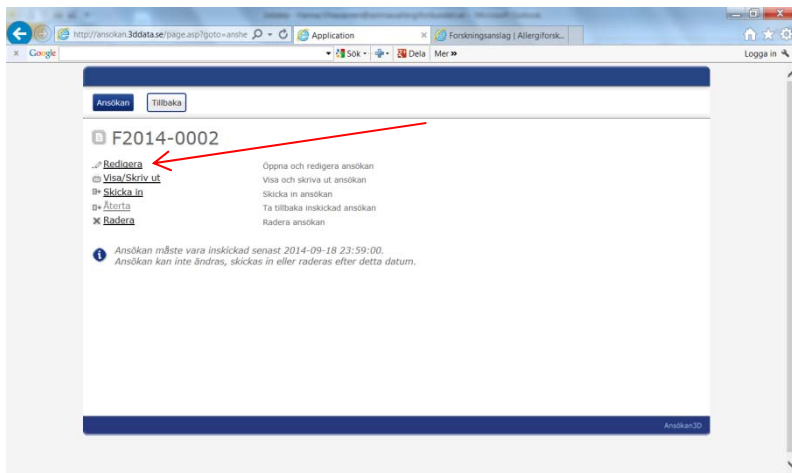 http://ansokan.3ddata.se/page.asp?goto=anshe
Application
Forskningsanslag | Allergiforsk...
x Google
Sök
Dela
Mer »
Logga in
Ansökan
Tillbaka
F2014-0002
Redigera Öppna och redigera ansökan
Visa/Skriv ut Visa och skriva ut ansökan
Skicka in Skicka in ansökan
Återta Ta tillbaka inskickad ansökan
Radera Radera ansökan
Ansökan måste vara inskickad senast 2014-09-18 23:59:00.
Ansökan kan inte ändras, skickas in eller raderas efter detta datum.
Ansökan3D